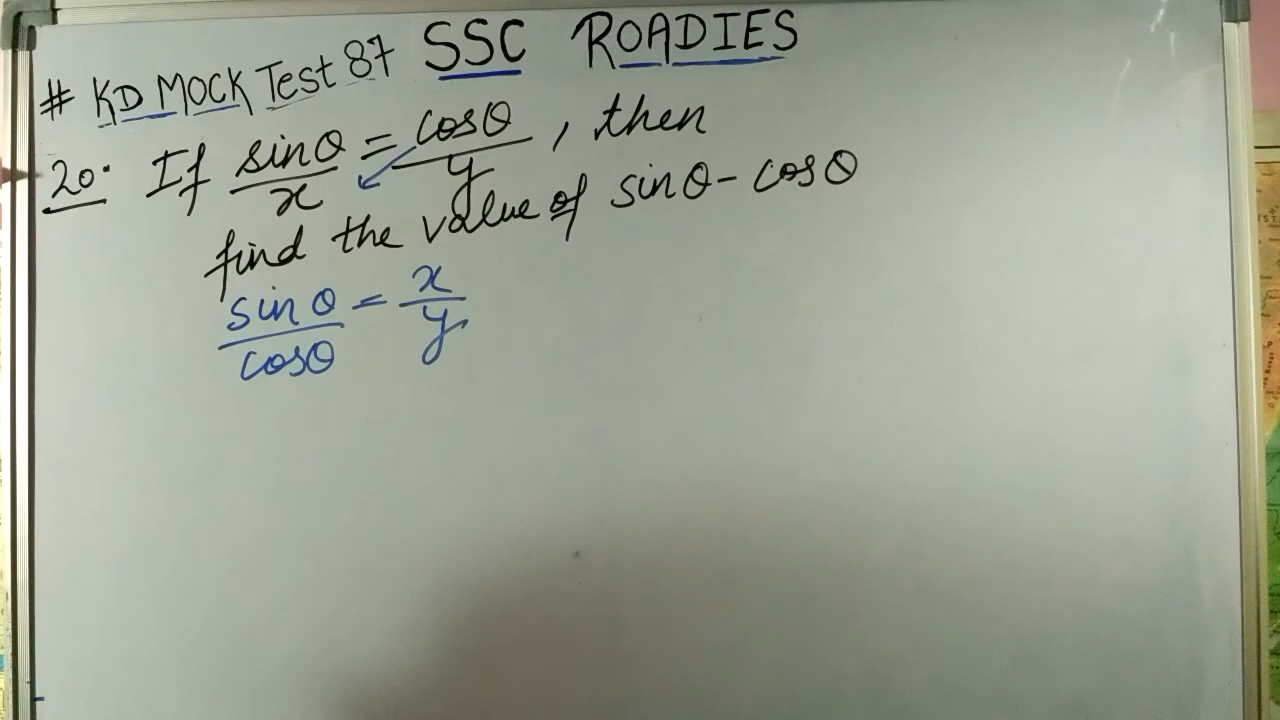 # KD MOCK Test 87 SSC ROADIES
20. If sinθ/x = cosθ/y, then
find the value of sinθ - cosθ
sinθ/cosθ = x/y